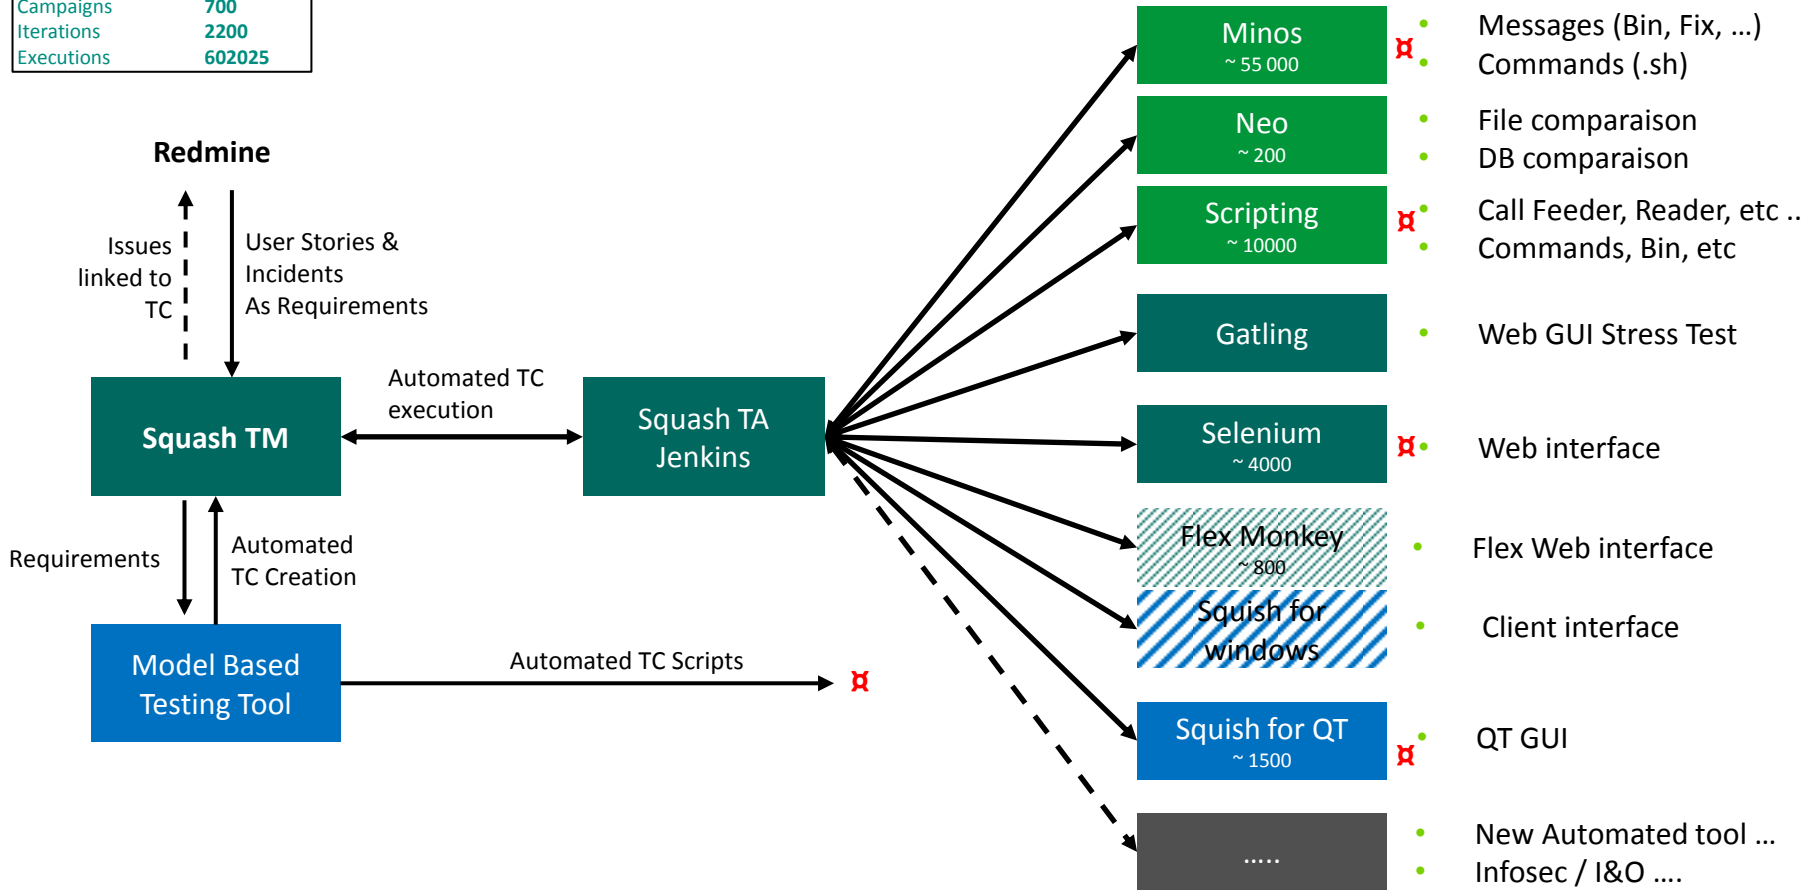 Campaigns 700
Iterations 2200
Executions 602025
Redmine
Issues
linked to
TC
User Stories &
Incidents
As Requirements
Squash TM
Automated TC
execution
Squash TA
Jenkins
Requirements
Automated
TC Creation
Model Based
Testing Tool
Automated TC Scripts
¤
Minos
~ 55 000
¤
• Messages (Bin, Fix, ...)
• Commands (.sh)
Neo
~ 200
• File comparaison
• DB comparaison
Scripting
~ 10000
¤
• Call Feeder, Reader, etc ..
• Commands, Bin, etc
Gatling
• Web GUI Stress Test
Selenium
~ 4000
¤
• Web interface
Flex Monkey
~ 800
• Flex Web interface
Squish for
windows
• Client interface
Squish for QT
~ 1500
¤
• QT GUI
.....
• New Automated tool ...
• Infosec / I&O ....